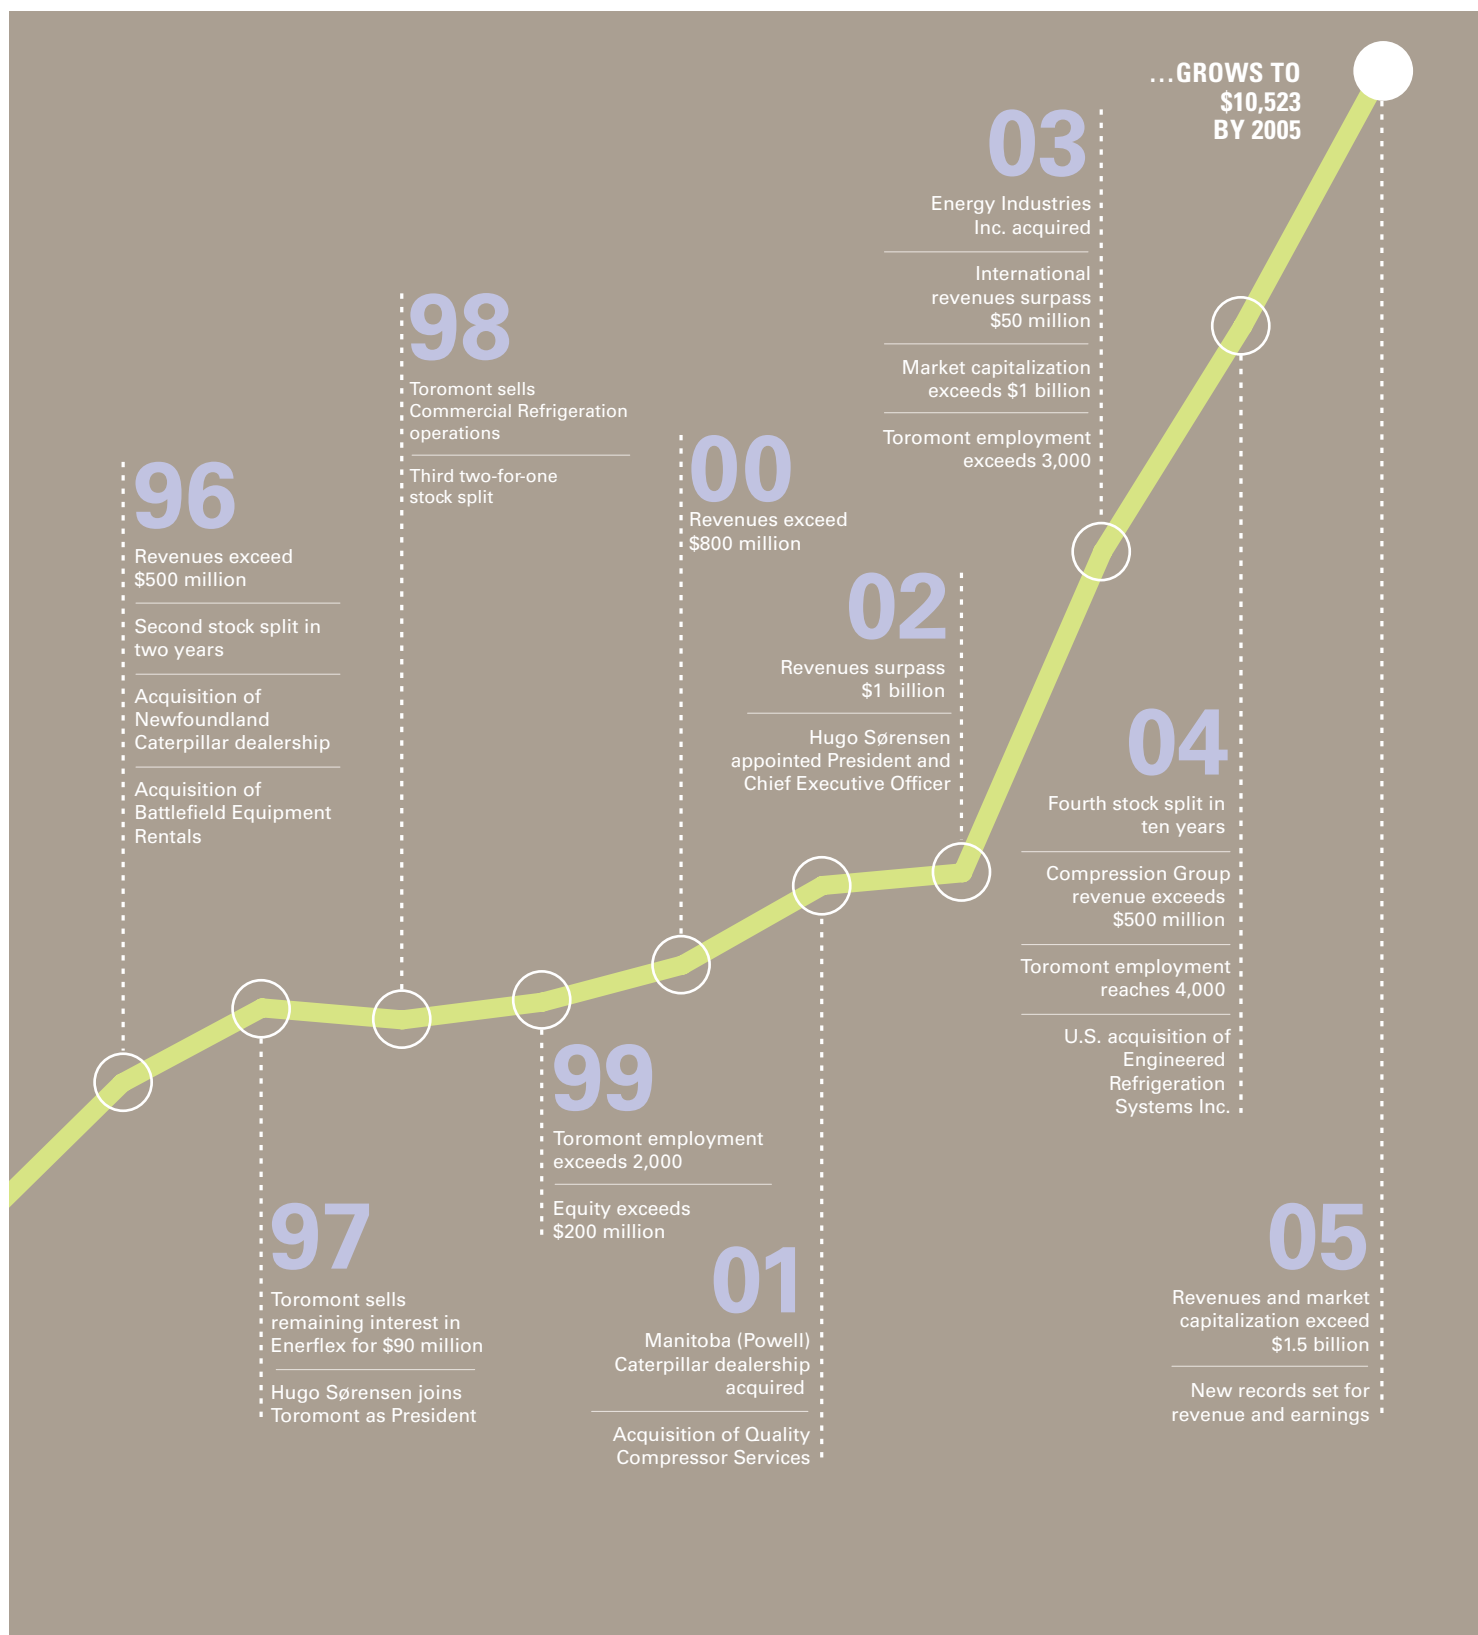 96
Revenues exceed
$500 million
Second stock split in
two years
Acquisition of
Newfoundland
Caterpillar dealership
Acquisition of
Battlefield Equipment
Rentals
97
Toromont sells
remaining interest in
Enerflex for $90 million
Hugo Sørensen joins
Toromont as President
98
Toromont sells
Commercial Refrigeration
operations
Third two-for-one
stock split
99
Toromont employment
exceeds 2,000
Equity exceeds
$200 million
00
Revenues exceed
$800 million
01
Manitoba (Powell)
Caterpillar dealership
acquired
Acquisition of Quality
Compressor Services
02
Revenues surpass
$1 billion
Hugo Sørensen
appointed President and
Chief Executive Officer
03
Energy Industries
Inc. acquired
International
revenues surpass
$50 million
Market capitalization
exceeds $1 billion
Toromont employment
exceeds 3,000
04
Fourth stock split in
ten years
Compression Group
revenue exceeds
$500 million
Toromont employment
reaches 4,000
U.S. acquisition of
Engineered
Refrigeration
Systems Inc.
05
Revenues and market
capitalization exceed
$1.5 billion
New records set for
revenue and earnings
...GROWS TO
$10,523
BY 2005